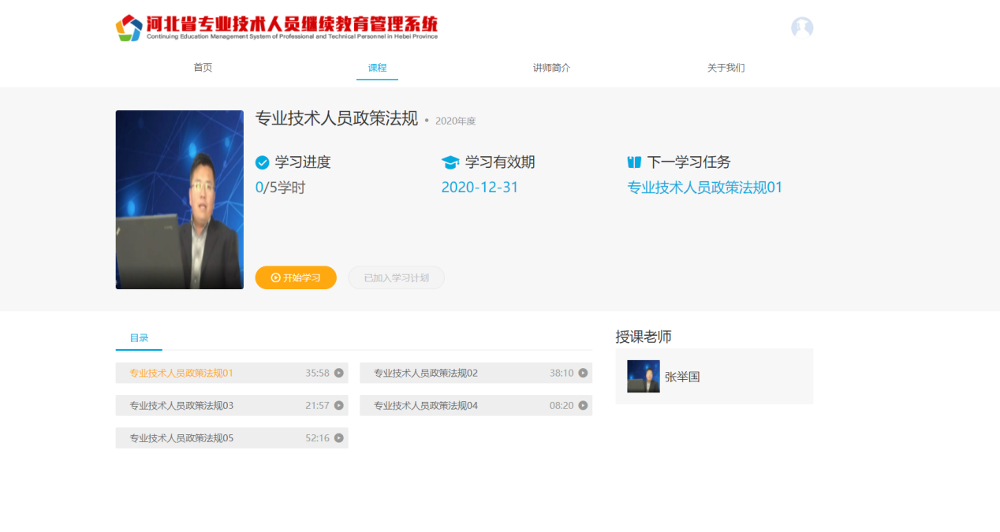 河北省专业技术人员继续教育管理系统
Continuing Education Management System of Professional and Technical Personnel in Hebei Province
首页
课程
讲师简介
关于我们
专业技术人员政策法规 • 2020年度
学习进度
0/5学时
学习有效期
2020-12-31
下一学习任务
专业技术人员政策法规01
开始学习
已加入学习计划
目录
专业技术人员政策法规01 35:58
专业技术人员政策法规02 38:10
专业技术人员政策法规03 21:57
专业技术人员政策法规04 08:20
专业技术人员政策法规05 52:16
授课老师
张举国